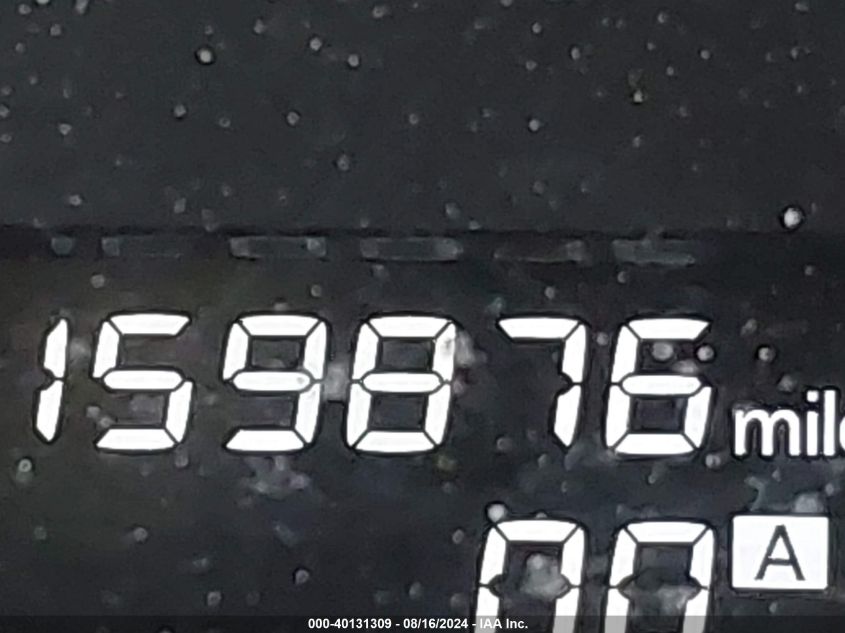 159876 mil
A
000-40131309 - 08/16/2024 - IAA Inc.